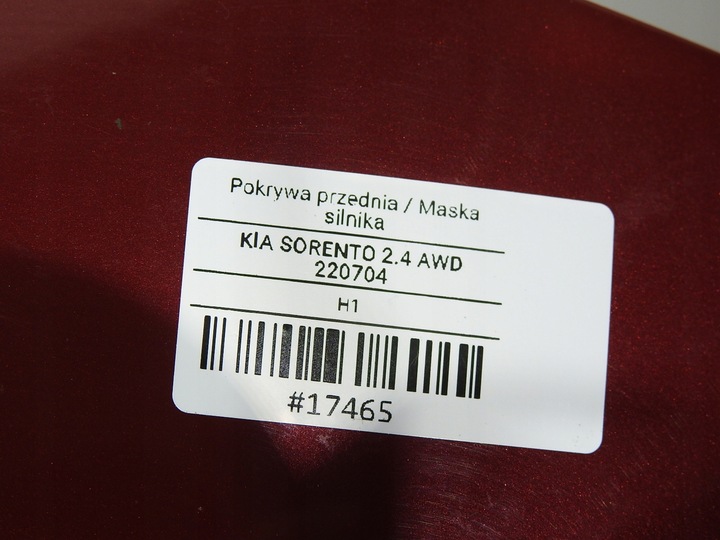 Pokrywa przednia / Maska
silnika
KIA SORENTO 2.4 AWD
220704
H1
#17465